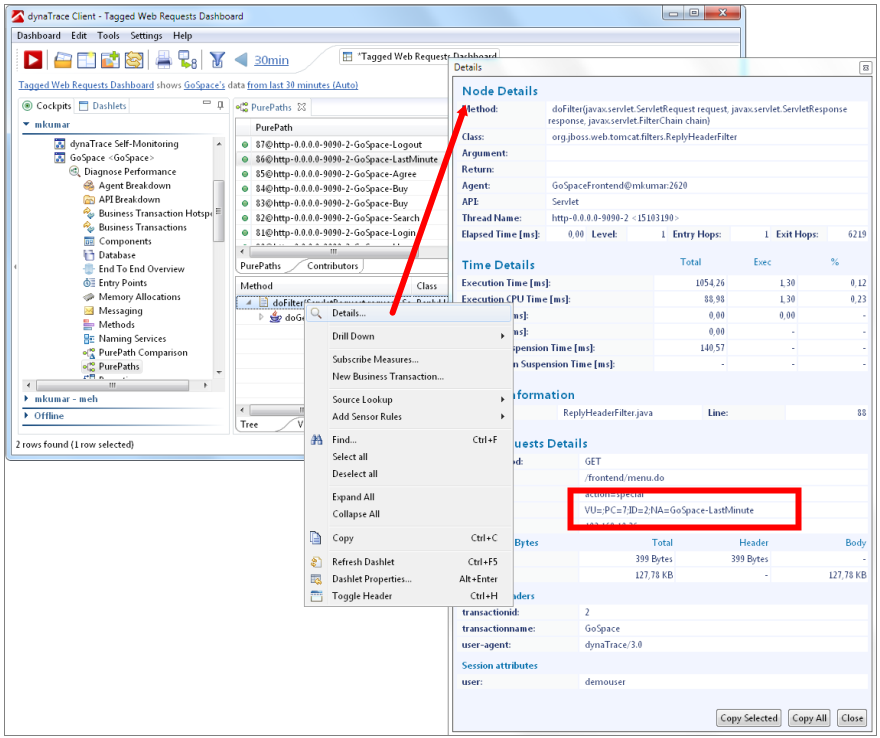 dynaTrace Client - Tagged Web Requests Dashboard
Dashboard Edit Tools Settings Help
30min
*Tagged Web Requests Dashboard
Tagged Web Requests Dashboard shows GoSpace's data from last 30 minutes (Auto)
Cockpits Dashlets
mkumar
dynaTrace Self-Monitoring
GoSpace <GoSpace>
Diagnose Performance
Agent Breakdown
API Breakdown
Business Transaction Hotsp
Business Transactions
Components
Database
End To End Overview
Entry Points
Memory Allocations
Messaging
Methods
Naming Services
PurePath Comparison
PurePaths
mkumar - meh
Offline
2 rows found (1 row selected)
PurePaths
PurePath
87@http-0.0.0.0-9090-2-GoSpace-Logout
86@http-0.0.0.0-9090-2-GoSpace-LastMinute
85@http-0.0.0.0-9090-2-GoSpace-Agree
84@http-0.0.0.0-9090-2-GoSpace-Buy
83@http-0.0.0.0-9090-2-GoSpace-Buy
82@http-0.0.0.0-9090-2-GoSpace-Search
81@http-0.0.0.0-9090-2-GoSpace-Login
PurePaths Contributors
Method Class
doGe
Tree V
Details...
Drill Down
Subscribe Measures...
New Business Transaction...
Source Lookup
Add Sensor Rules
Find... Ctrl+F
Select all
Deselect all
Expand All
Collapse All
Copy Ctrl+C
Refresh Dashlet Ctrl+F5
Dashlet Properties... Alt+Enter
Toggle Header Ctrl+H
Details
Node Details
Method: doFilter(javax.servlet.ServletRequest request, javax.servlet.ServletResponse
response, javax.servlet.FilterChain chain)
Class: org.jboss.web.tomcat.filters.ReplyHeaderFilter
Argument:
Return:
Agent: GoSpaceFrontend@mkumar:2620
API: Servlet
Thread Name: http-0.0.0.0-9090-2 <15103190>
Elapsed Time [ms]: 0,00 Level: 1 Entry Hops: 1 Exit Hops: 6219
Time Details Total Exec %
Execution Time [ms]: 1054,26 1,30 0,12
Execution CPU Time [ms]: 88,98 1,30 0,23
ms]: 0,00 0,00 -
ms]: 0,00 - -
spension Time [ms]: 140,57 - -
n Suspension Time [ms]: - - -
nformation
ReplyHeaderFilter.java Line: 88
uests Details
od: GET
/frontend/menu.do
action=special
VU=;PC=7;ID=2;NA=GoSpace-LastMinute
Bytes Total Header Body
399 Bytes 399 Bytes -
127,78 KB - 127,78 KB
aders
transactionid: 2
transactionname: GoSpace
user-agent: dynaTrace/3.0
Session attributes
user: demouser
Copy Selected Copy All Close